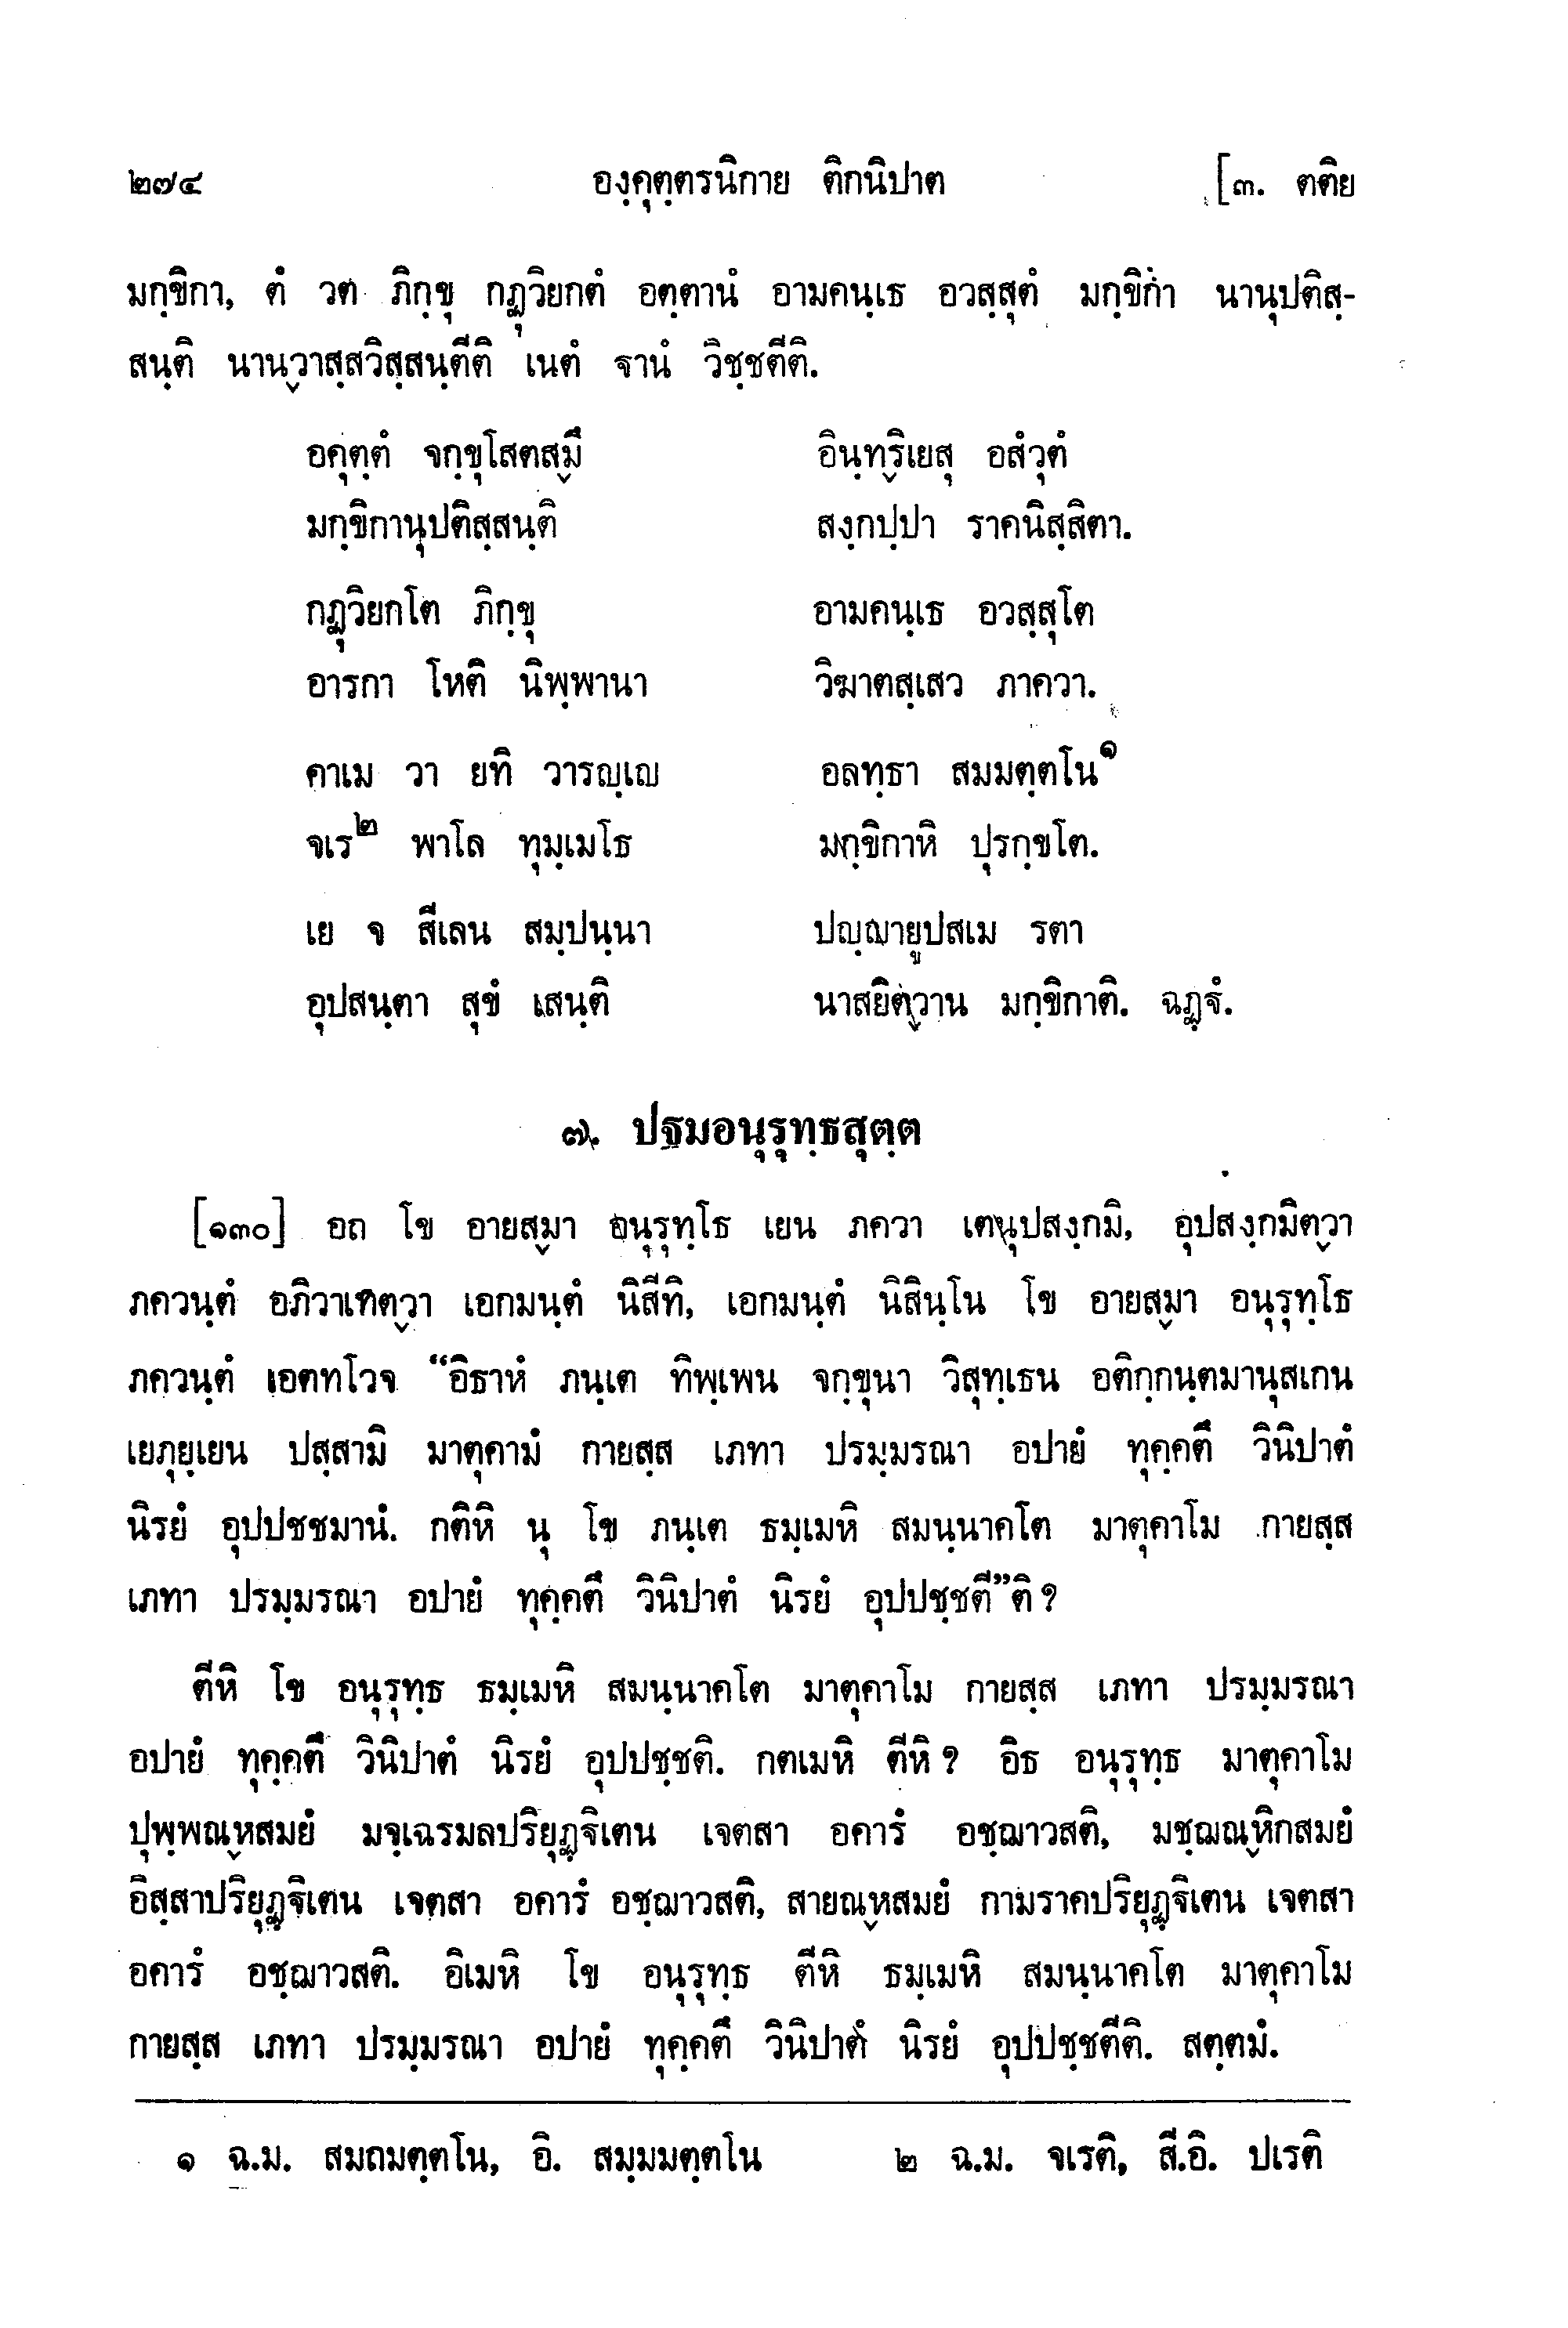 ๒๗๔ องฺคุตฺตรนิกาย ติกนิปาต [๓. ตติย
มกฺขิกา, ตํ วต ภิกฺขุ กฏุวิยกตํ อตฺตานํ อามคนฺเธ อวสฺสุตํ มกฺขิกา นานุปติสฺ-
สนฺติ นานฺวาสฺสวิสฺสนฺตีติ เนตํ ฐานํ วิชฺชตีติ.
อคุตฺตํ จกฺขุโสตสฺมึ อินฺทฺริเยสุ อสํวุตํ
มกฺขิกานุปติสฺสนฺติ สงฺกปฺปา ราคนิสฺสิตา.
กฏุวิยกโต ภิกฺขุ อามคนฺเธ อวสฺสุโต
อารกา โหติ นิพฺพานา วิฆาตสฺเสว ภาควา.
คาเม วา ยทิ วารญฺเญ อลทฺธา สมมตฺตโน๑
จเร๒ พาโล ทุมฺเมโธ มกฺขิกาหิ ปุรกฺขโต.
เย จ สีเลน สมฺปนฺนา ปญฺญายูปสเม รตา
อุปสนฺตา สุขํ เสนฺติ นาสยิตฺวาน มกฺขิกาติ. ฉฏฺฐํ.
๗. ปฐมอนุรุทฺธสุตฺต
[๑๓๐] อถ โข อายสฺมา อนุรุทฺโธ เยน ภควา เตนุปสงฺกมิ, อุปสงฺกมิตฺวา
ภควนฺตํ อภิวาเทตฺวา เอกมนฺตํ นิสีทิ, เอกมนฺตํ นิสินฺโน โข อายสฺมา อนุรุทฺโธ
ภควนฺตํ เอตทโวจ “อิธาหํ ภนฺเต ทิพฺเพน จกฺขุนา วิสุทฺเธน อติกฺกนฺตมานุสเกน
เยภุยฺเยน ปสฺสามิ มาตุคามํ กายสฺส เภทา ปรมฺมรณา อปายํ ทุคฺคตึ วินิปาตํ
นิรยํ อุปปชชมานํ. กติหิ นุ โข ภนฺเต ธมฺเมหิ สมนฺนาคโต มาตุคาโม กายสฺส
เภทา ปรมฺมรณา อปายํ ทุคฺคตึ วินิปาตํ นิรยํ อุปปชฺชตี”ติ ?
ตีหิ โข อนุรุทฺธ ธมฺเมหิ สมนฺนาคโต มาตุคาโม กายสฺส เภทา ปรมฺมรณา
อปายํ ทุคฺคตึ วินิปาตํ นิรยํ อุปปชฺชติ. กตเมหิ ตีหิ ? อิธ อนุรุทฺธ มาตุคาโม
ปุพฺพณฺหสมยํ มจฺเฉรมลปริยุฏฺฐิเตน เจตสา อคารํ อชฺฌาวสติ, มชฺฌณฺหิกสมยํ
อิสฺสาปริยุฏฺฐิเตน เจตสา อคารํ อชฺฌาวสติ, สายณฺหสมยํ กามราคปริยุฏฺฐิเตน เจตสา
อคารํ อชฺฌาวสติ. อิเมหิ โข อนุรุทฺธ ตีหิ ธมฺเมหิ สมนฺนาคโต มาตุคาโม
กายสฺส เภทา ปรมฺมรณา อปายํ ทุคฺคตึ วินิปาตํ นิรยํ อุปปชฺชตีติ. สตฺตมํ.
๑ ฉ.ม. สมถมตฺตโน, อิ. สมฺมมตฺตโน ๒ ฉ.ม. จเรติ, สี.อิ. ปเรติ